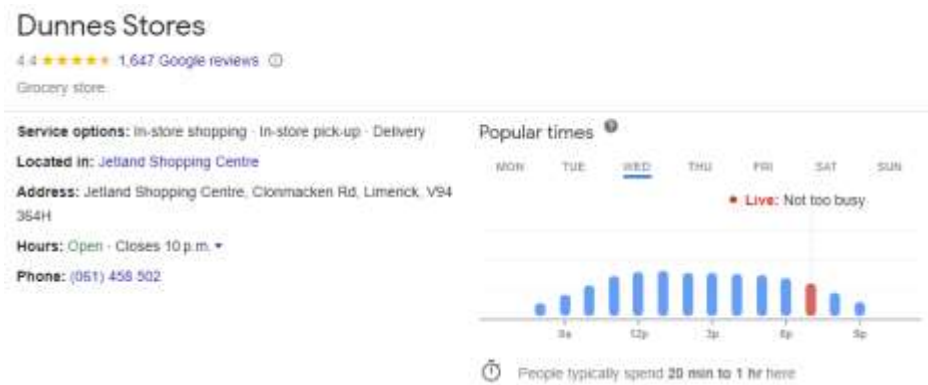 Dunnes Stores
4.4 1,647 Google reviews
Grocery store
Service options: In-store shopping · In-store pick-up · Delivery
Located in: Jetland Shopping Centre
Address: Jetland Shopping Centre, Clonmacken Rd, Limerick, V94
364H
Hours: Open · Closes 10 p.m.
Phone: (061) 458 502
Popular times
MON TUE WED THU FRI SAT SUN
Live: Not too busy
9a 12p 3p 6p 9p
People typically spend 20 min to 1 hr here